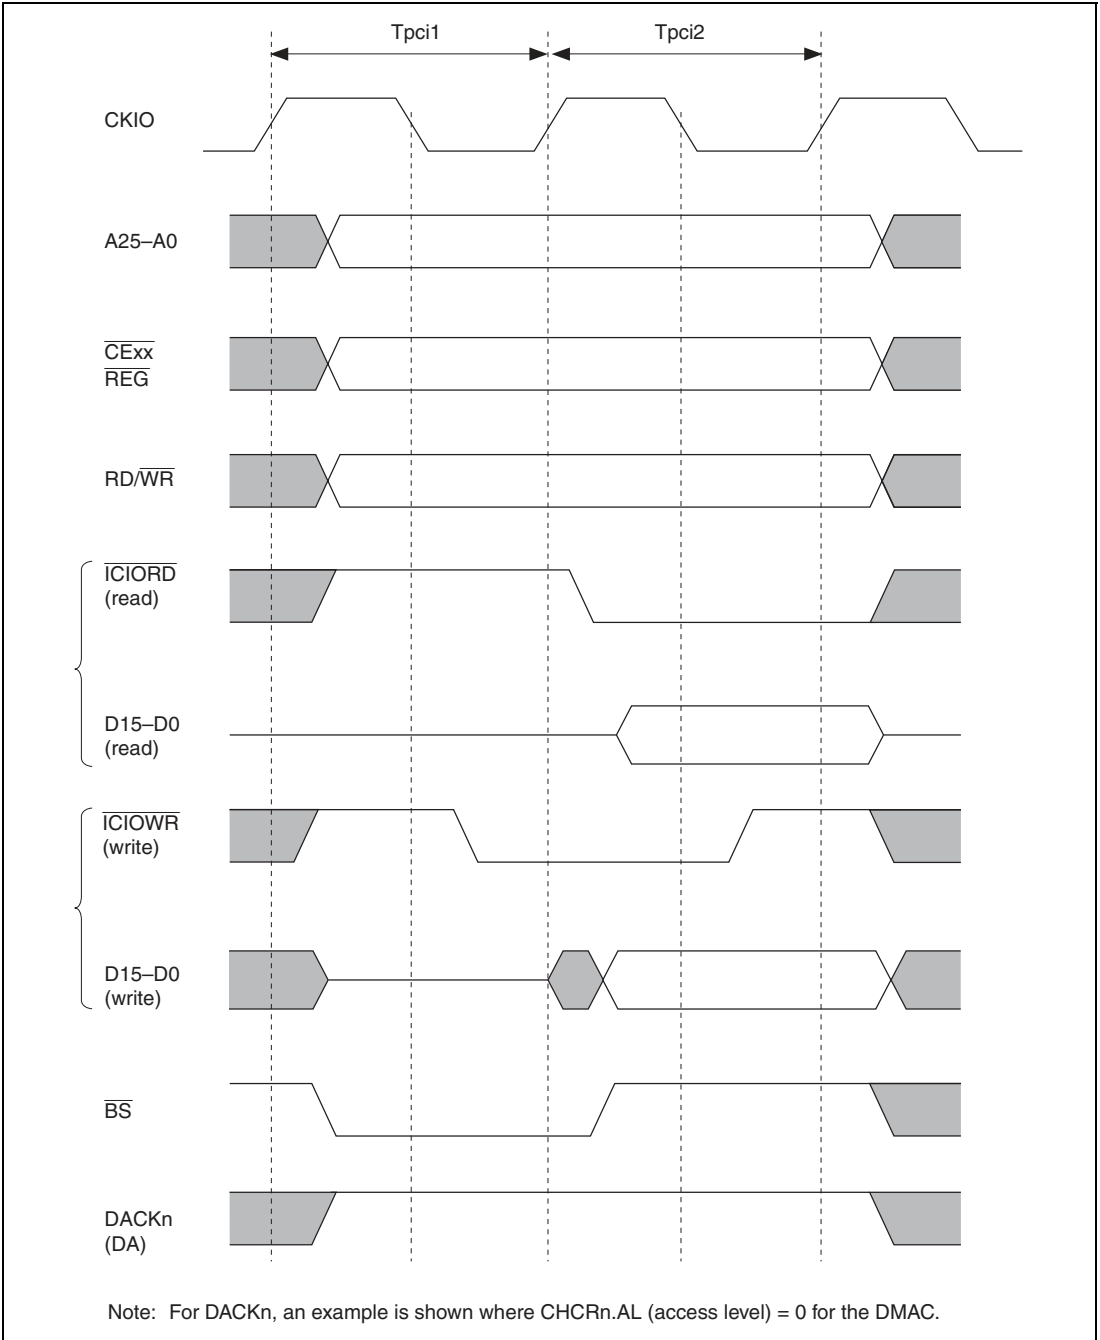 Tpci1 Tpci2
CKIO
A25–A0
CExx
REG
RD/WR
ICIORD
(read)
D15–D0
(read)
ICIOWR
(write)
D15–D0
(write)
BS
DACKn
(DA)
Note: For DACKn, an example is shown where CHCRn.AL (access level) = 0 for the DMAC.